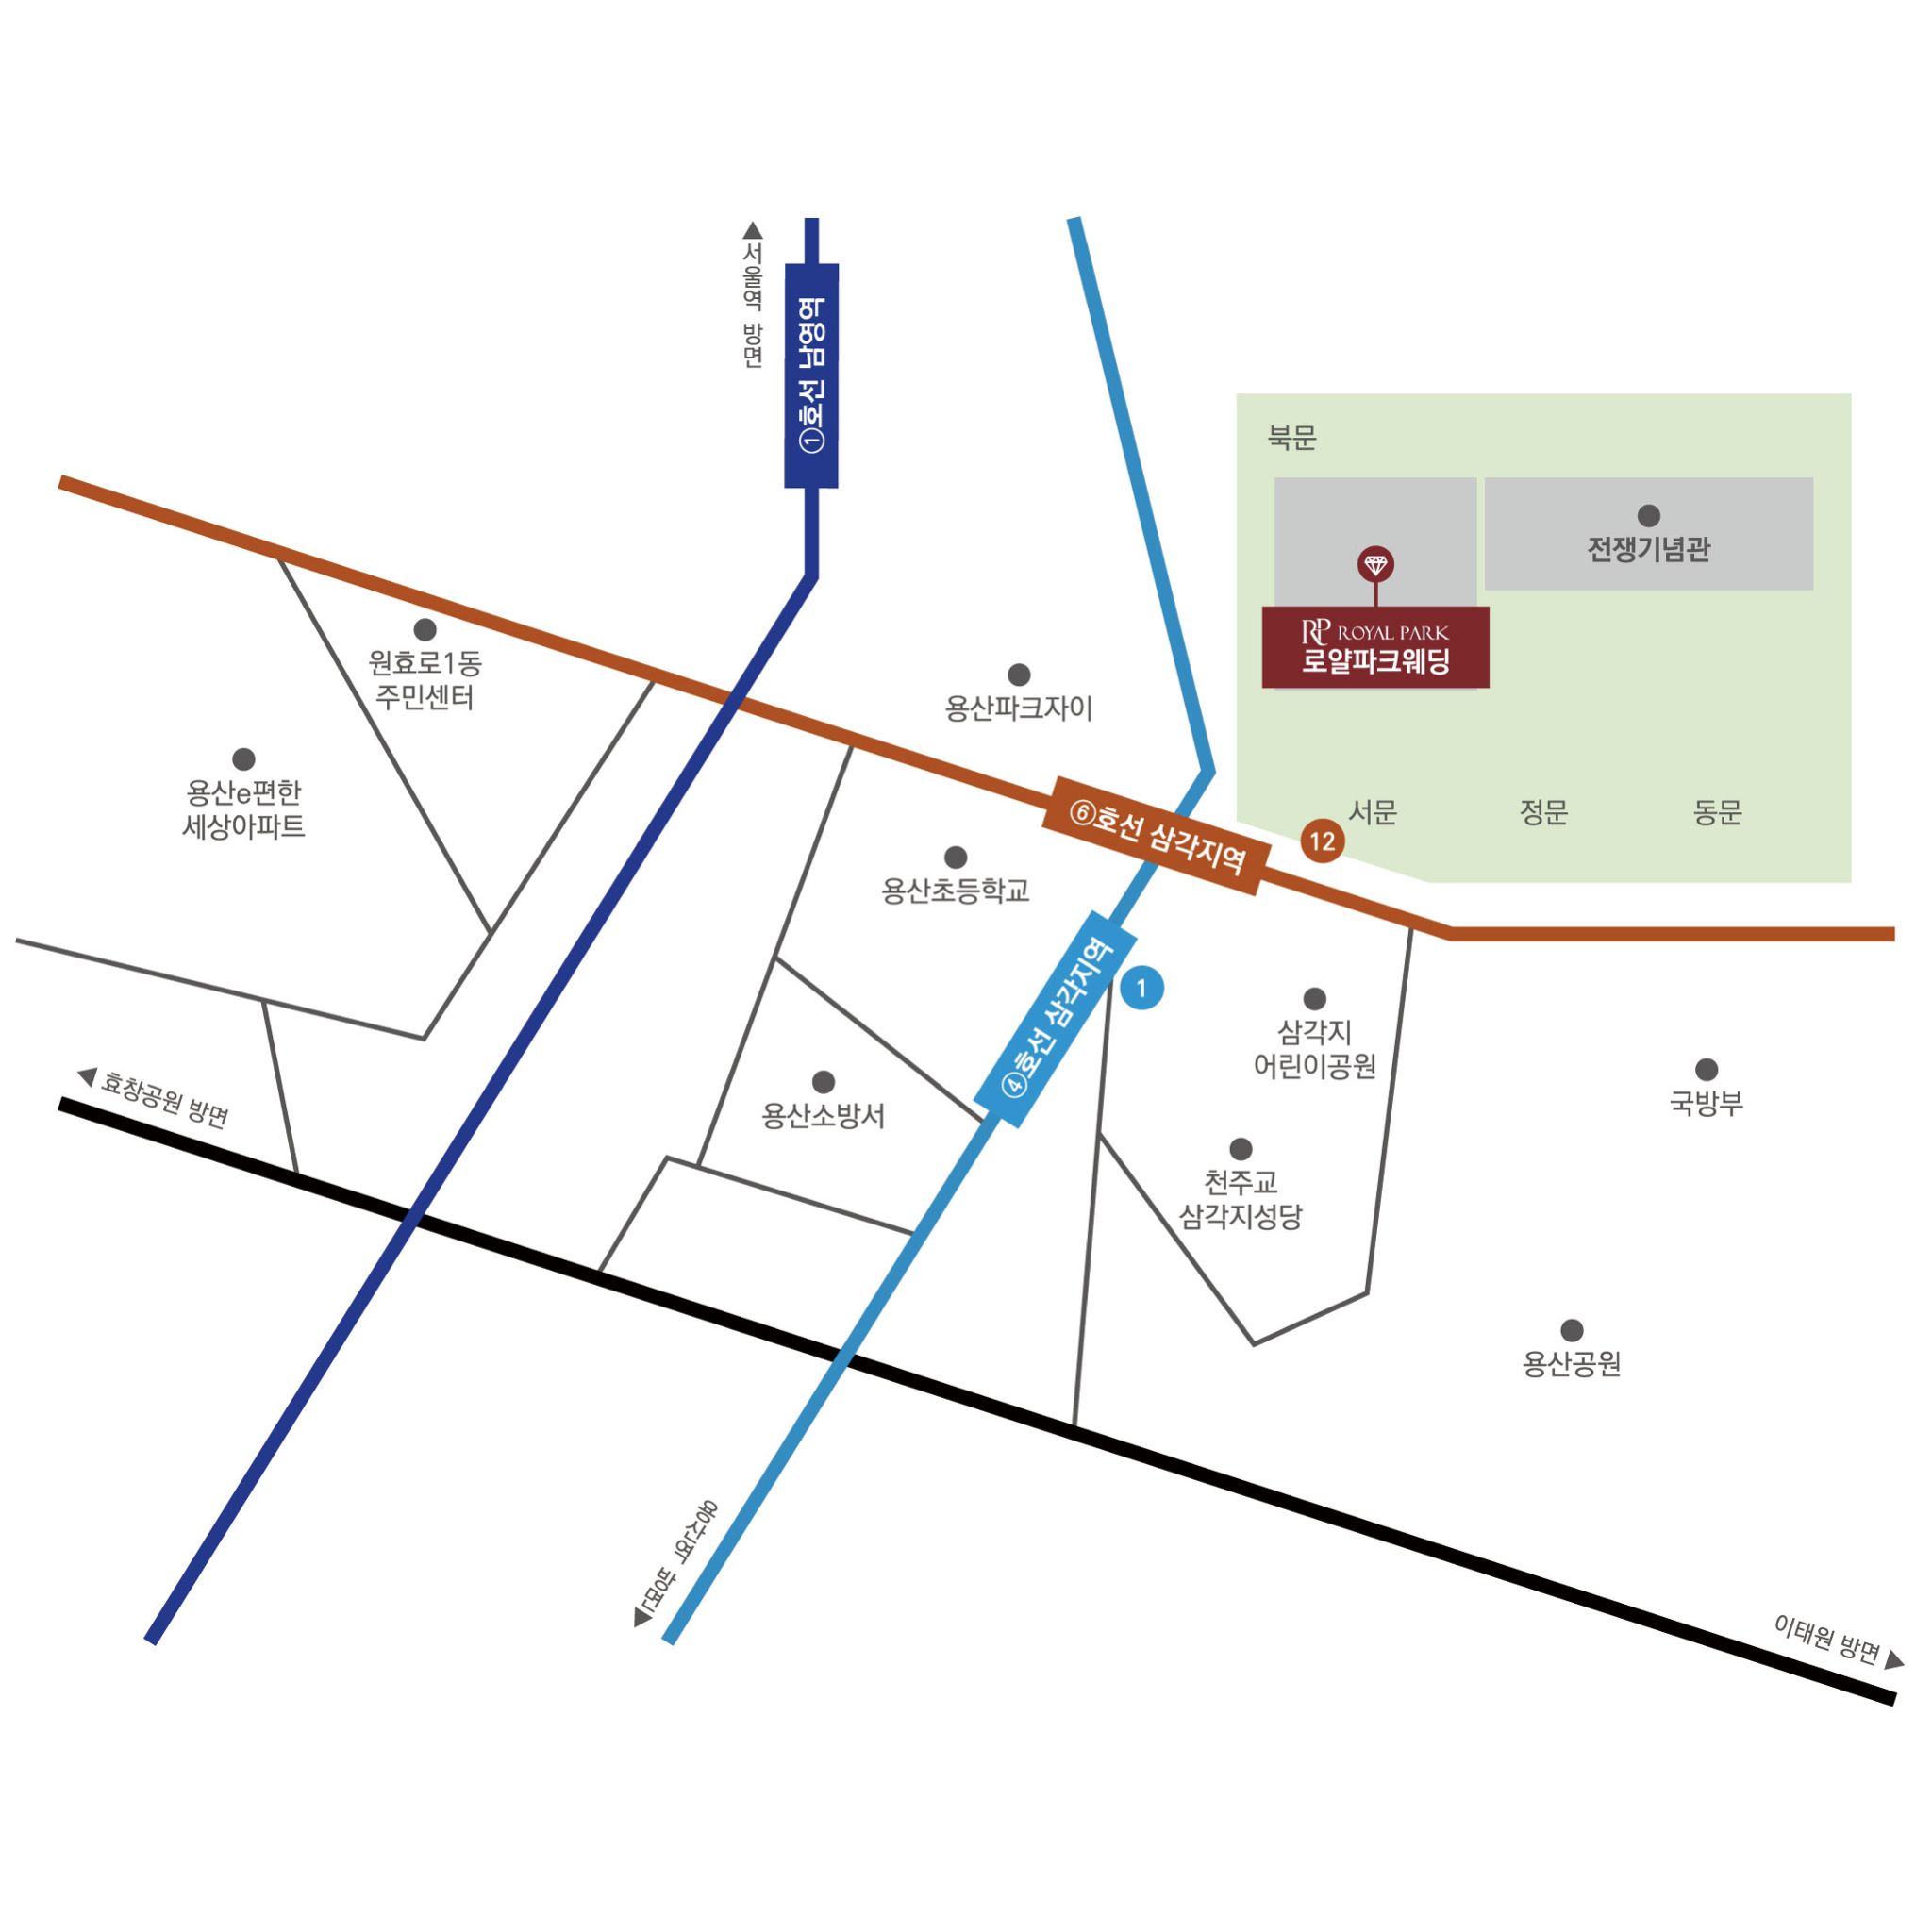 ▲서울역 방면
①호선 남영역
북문
전쟁기념관
RP ROYAL PARK
로얄파크웨딩
원효로1동
주민센터
용산파크자이
용산e편한
세상아파트
⑥호선 삼각지역
12
서문
정문
동문
용산초등학교
④호선 삼각지역
1
삼각지
어린이공원
국방부
◀ 효창공원 방면
용산소방서
천주교
삼각지성당
용산공원
용산역 방면▶
이태원 방면 ▶